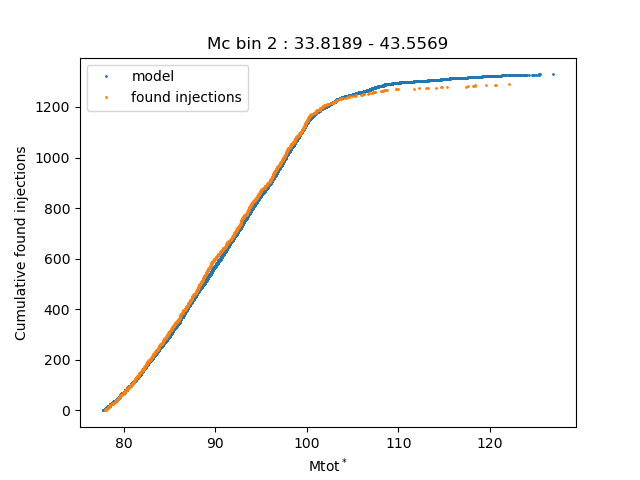 Mc bin 2 : 33.8189 - 43.5569
model
found injections
Cumulative found injections
1200
1000
800
600
400
200
0
80 90 100 110 120
Mtot*